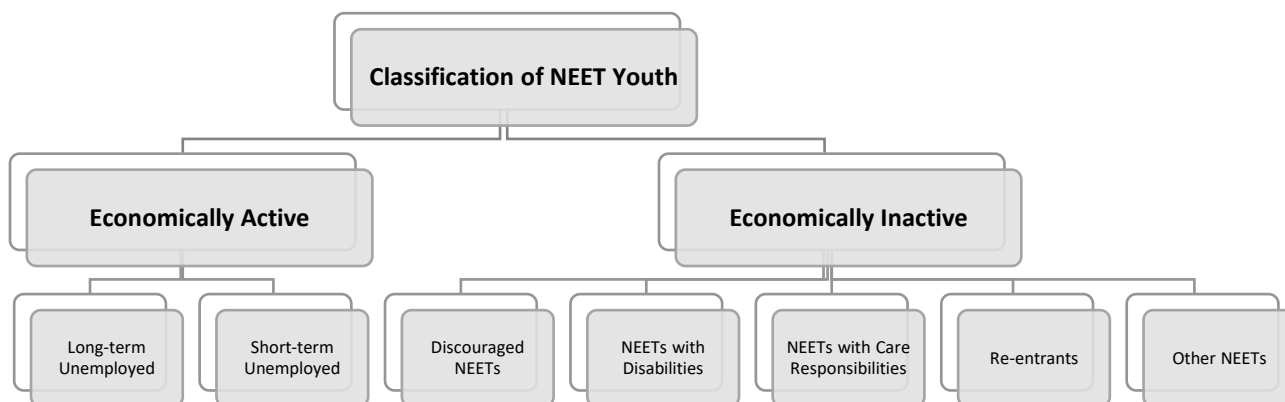 Classification of NEET Youth
Economically Active
Economically Inactive
Long-term
Unemployed
Short-term
Unemployed
Discouraged
NEETs
NEETs with
Disabilities
NEETs with Care
Responsibilities
Re-entrants
Other NEETs